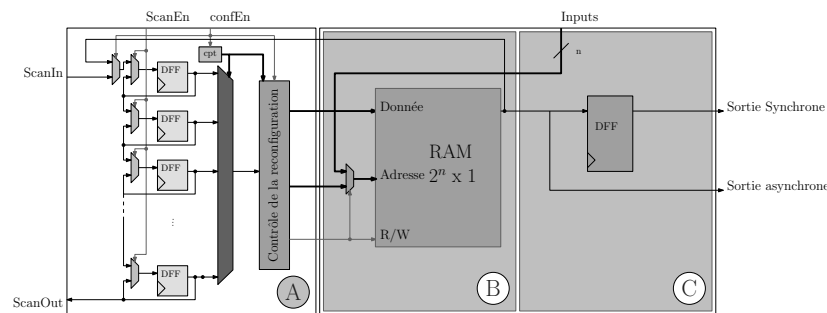 ScanEn confEn Inputs
cpt
n
ScanIn
DFF
DFF
DFF
DFF
Contrôle de la reconfiguration
Donnée
RAM
2ⁿ x 1
Adresse
R/W
DFF
Sortie Synchrone
Sortie asynchrone
...
ScanOut
A
B
C